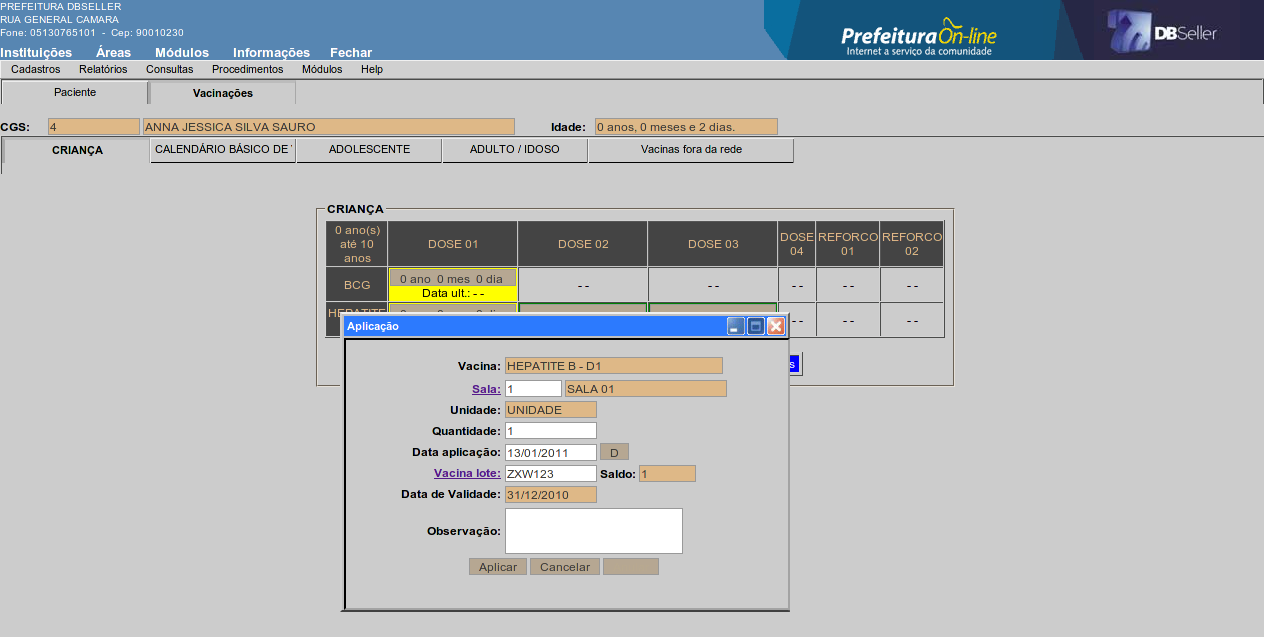 PREFEITURA DBSELLER
RUA GENERAL CAMARA
Fone: 05130765101 - Cep: 90010230
Prefeitura On-line
Internet a serviço da comunidade
DBSeller
Instituições Áreas Módulos Informações Fechar
Cadastros Relatórios Consultas Procedimentos Módulos Help
Paciente Vacinações
CGS: 4 ANNA JESSICA SILVA SAURO Idade: 0 anos, 0 meses e 2 dias.
CRIANÇA CALENDÁRIO BÁSICO DE ADOLESCENTE ADULTO / IDOSO Vacinas fora da rede
CRIANÇA
0 ano(s) até 10 anos DOSE 01 DOSE 02 DOSE 03 DOSE 04 REFORCO 01 REFORCO 02
BCG 0 ano 0 mes 0 dia - - - - - - - - - -
Data ult.: - -
HEPATITE - - - - - -
Aplicação
s
Vacina: HEPATITE B - D1
Sala: 1 SALA 01
Unidade: UNIDADE
Quantidade: 1
Data aplicação: 13/01/2011 D
Vacina lote: ZXW123 Saldo: 1
Data de Validade: 31/12/2010
Observação:
Aplicar Cancelar